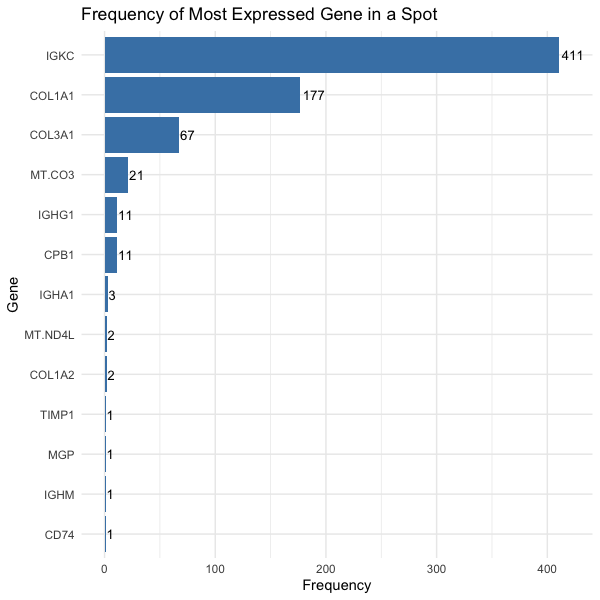 Frequency of Most Expressed Gene in a Spot
IGKC 411
COL1A1 177
COL3A1 67
MT.CO3 21
IGHG1 11
CPB1 11
IGHA1 3
MT.ND4L 2
COL1A2 2
TIMP1 1
MGP 1
IGHM 1
CD74 1
Gene
0 100 200 300 400
Frequency